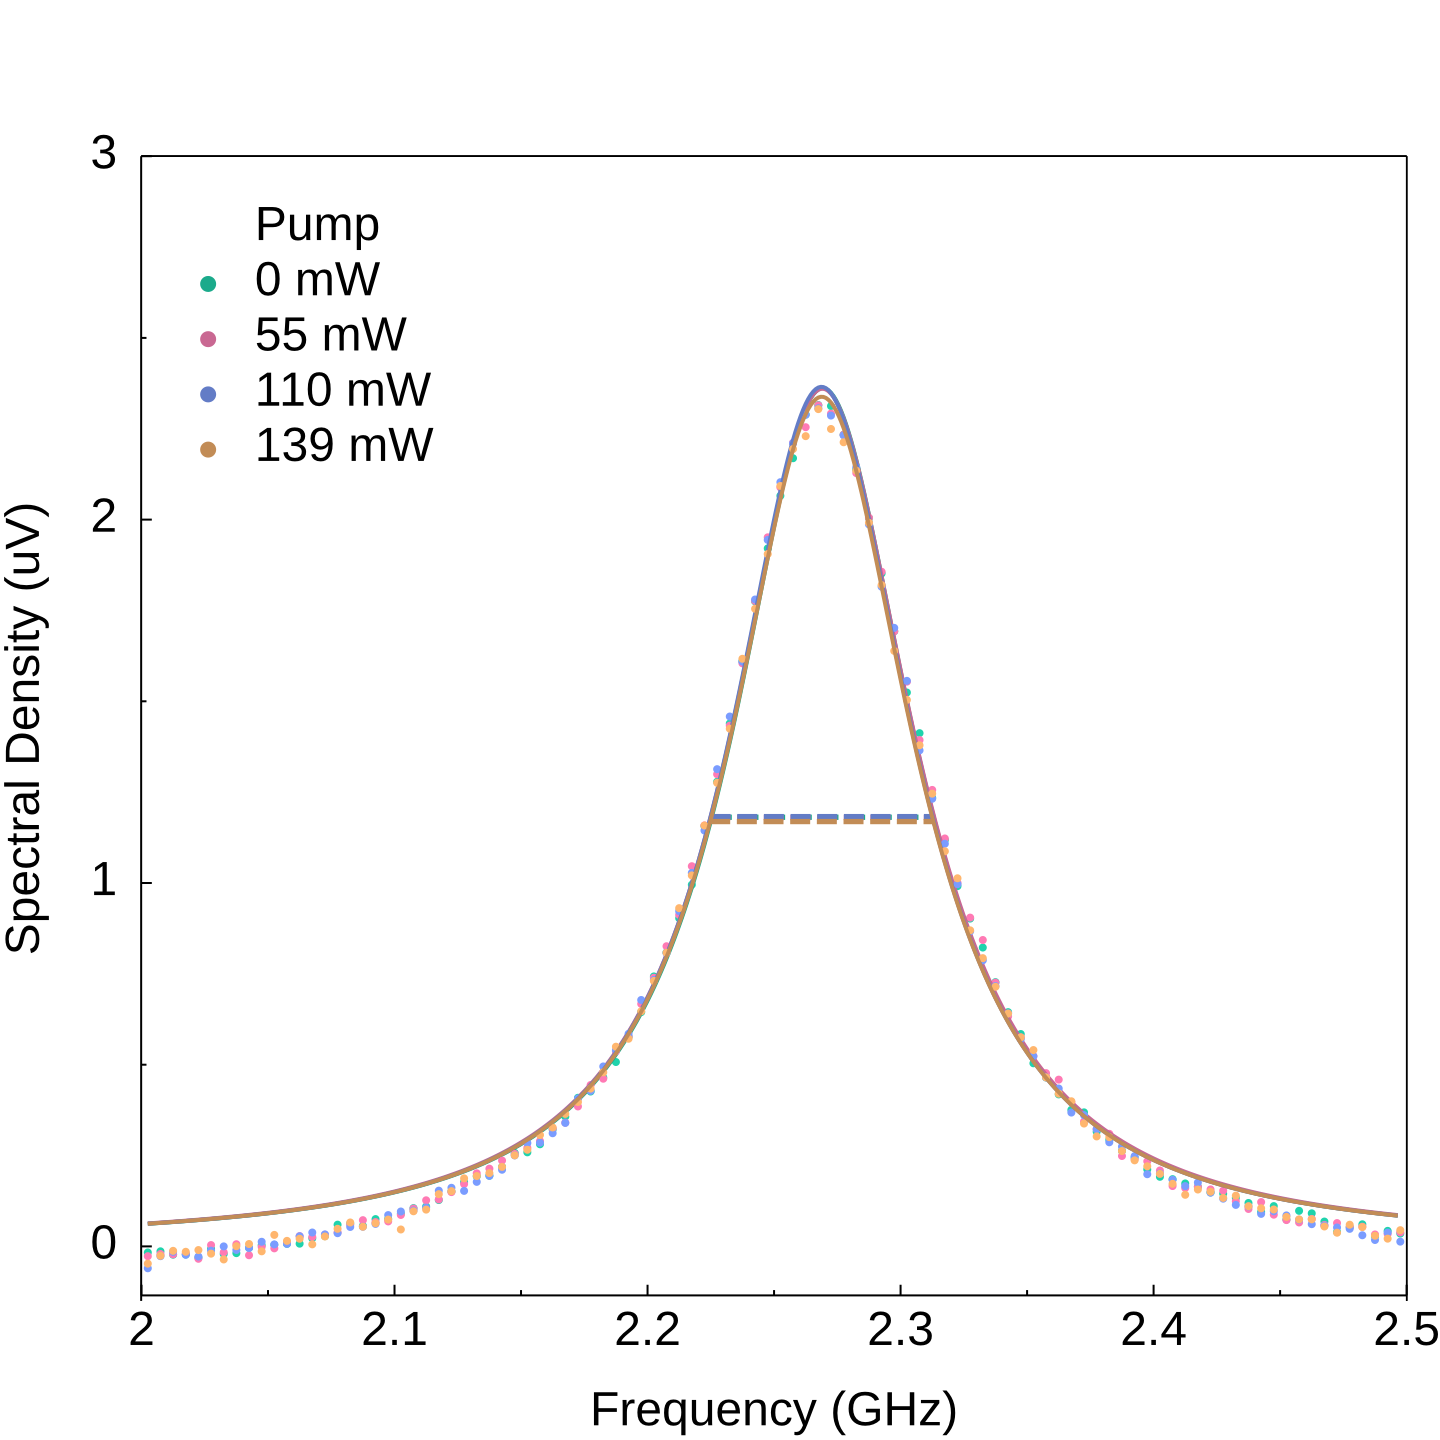 3
2
1
0
Spectral Density (uV)
Pump
0 mW
55 mW
110 mW
139 mW
2 2.1 2.2 2.3 2.4 2.5
Frequency (GHz)